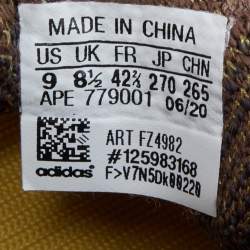 MADE IN CHINA
US UK FR JP CHN
9 8½ 42⅔ 270 265
APE 779001 06/20
ART FZ4982
#125983168
adidas F>V7N5Dk00220